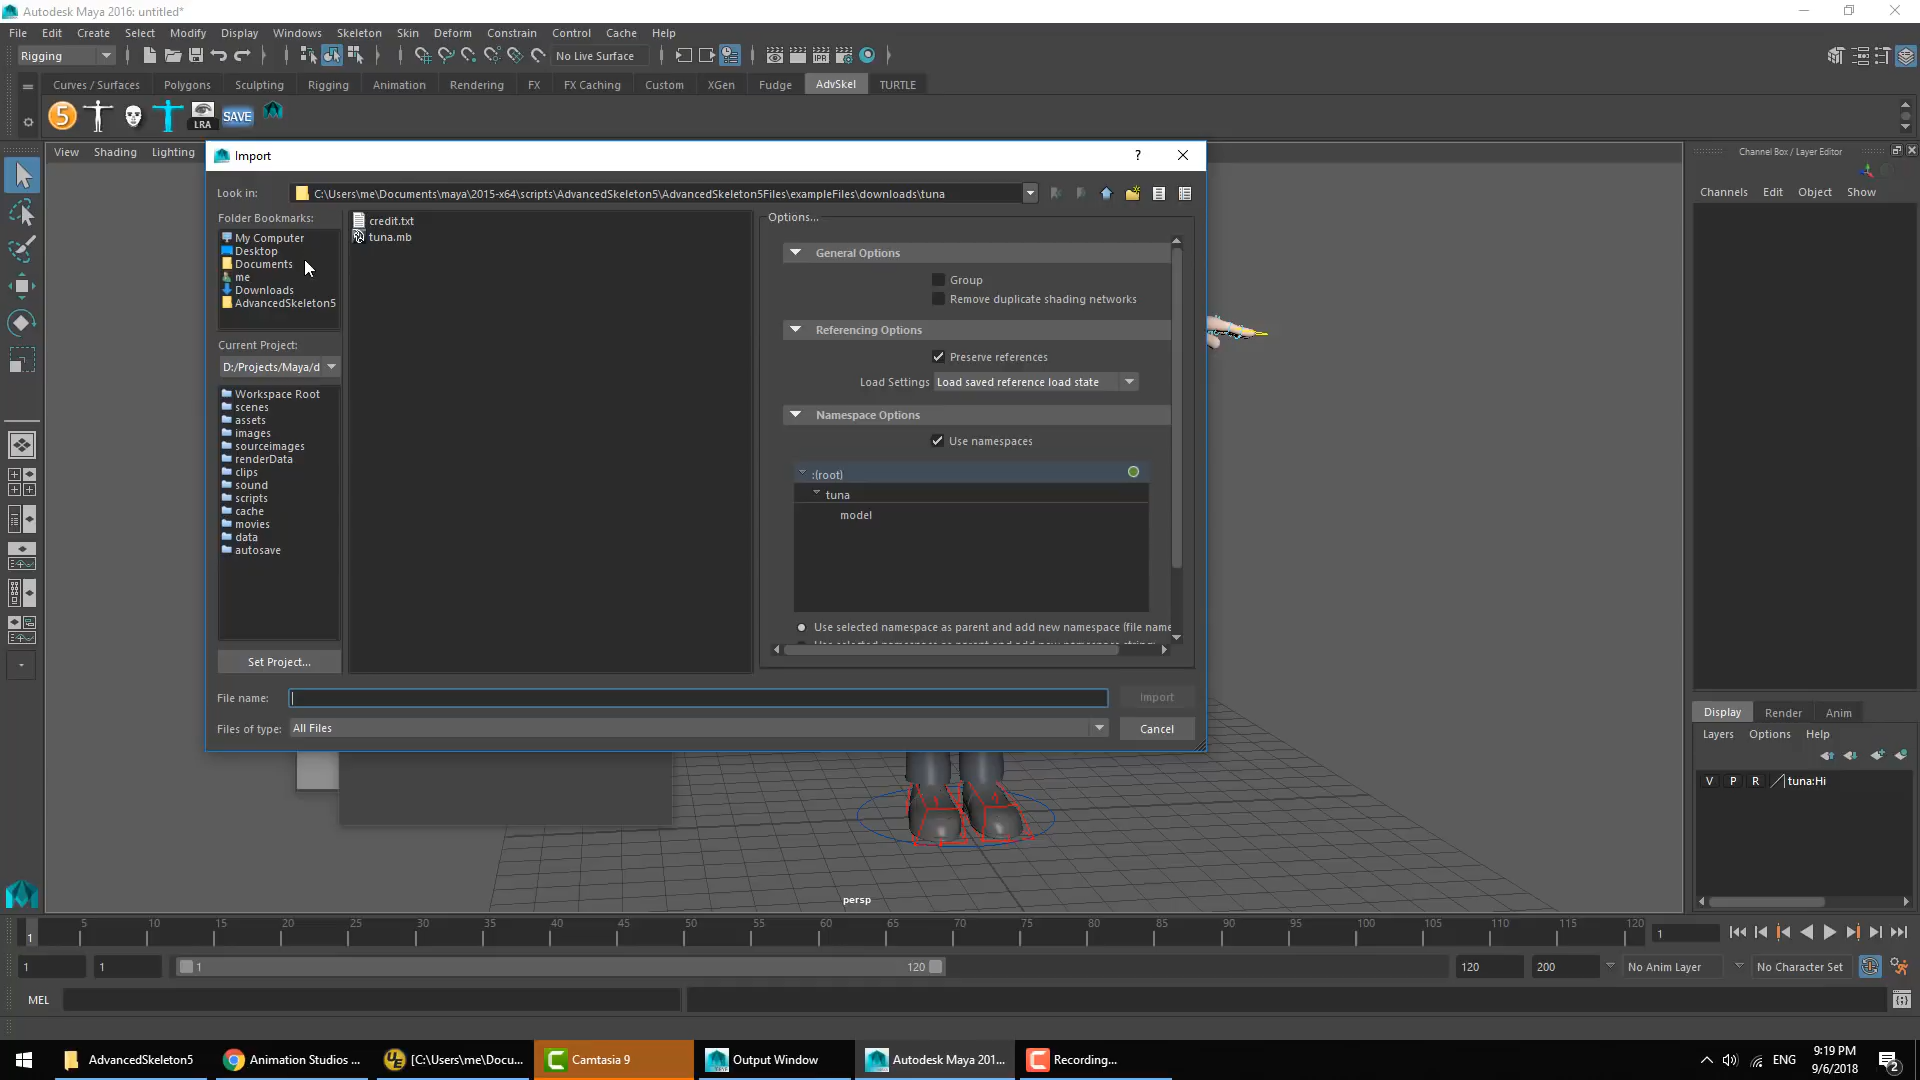 Autodesk Maya 2016: untitled*
File Edit Create Select Modify Display Windows Skeleton Skin Deform Constrain Control Cache Help
Rigging No Live Surface
Curves / Surfaces Polygons Sculpting Rigging Animation Rendering FX FX Caching Custom XGen Fudge AdvSkel TURTLE
5 LRA SAVE
View Shading Lighting
Import ?
Channel Box / Layer Editor
Channels Edit Object Show
Look in: C:\Users\me\Documents\maya\2015-x64\scripts\AdvancedSkeleton5\AdvancedSkeleton5Files\exampleFiles\downloads\tuna
Folder Bookmarks:
My Computer
Desktop
Documents
me
Downloads
AdvancedSkeleton5
credit.txt
tuna.mb
Options...
General Options
Group
Remove duplicate shading networks
Referencing Options
Preserve references
Load Settings Load saved reference load state
Namespace Options
Use namespaces
:(root)
tuna
model
Use selected namespace as parent and add new namespace (file name
Current Project:
D:/Projects/Maya/d
Workspace Root
scenes
assets
images
sourceimages
renderData
clips
sound
scripts
cache
movies
data
autosave
Set Project...
File name: Import
Files of type: All Files Cancel
Display Render Anim
Layers Options Help
V P R tuna:Hi
persp
5 10 15 20 25 30 35 40 45 50 55 60 65 70 75 80 85 90 95 100 105 110 115 120
1 1
1 1 1 120 120 200 No Anim Layer No Character Set
MEL
AdvancedSkeleton5 Animation Studios ... [C:\Users\me\Docu... Camtasia 9 Output Window Autodesk Maya 201... Recording... ENG
9:19 PM
9/6/2018
2